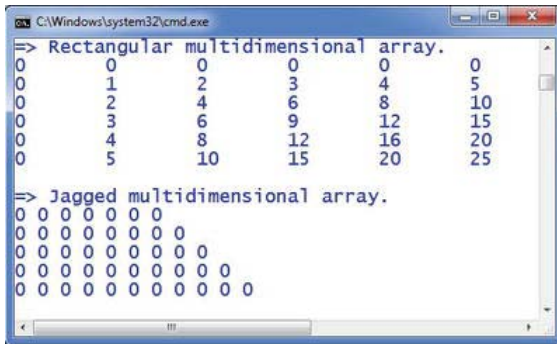 C:\Windows\system32\cmd.exe
=> Rectangular multidimensional array.
0 0 0 0 0 0
0 1 2 3 4 5
0 2 4 6 8 10
0 3 6 9 12 15
0 4 8 12 16 20
0 5 10 15 20 25
=> Jagged multidimensional array.
0 0 0 0 0 0 0
0 0 0 0 0 0 0 0
0 0 0 0 0 0 0 0 0
0 0 0 0 0 0 0 0 0 0
0 0 0 0 0 0 0 0 0 0 0